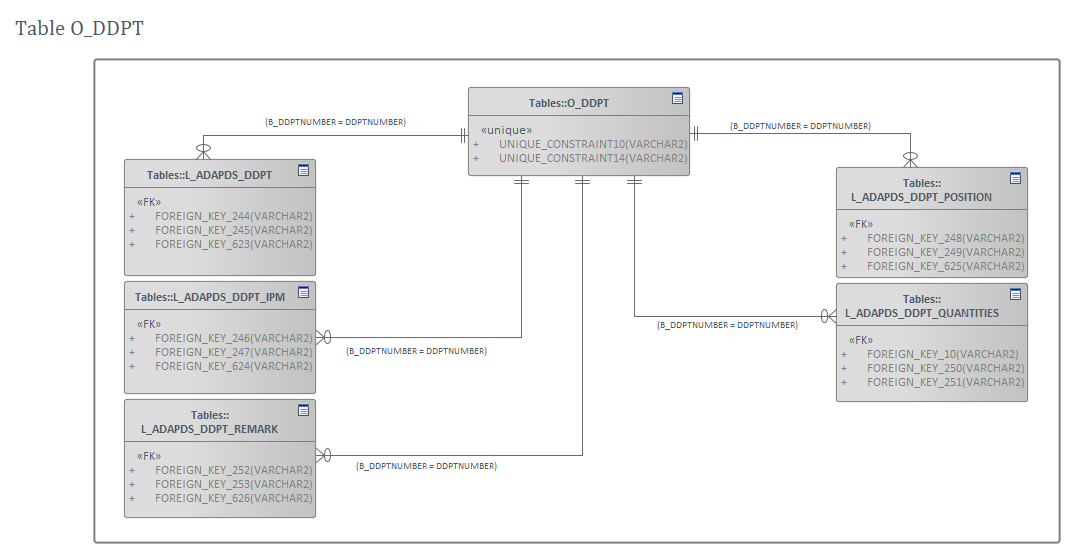 Table O_DDPT
Tables::O_DDPT
«unique»
+ UNIQUE_CONSTRAINT10(VARCHAR2)
+ UNIQUE_CONSTRAINT14(VARCHAR2)
{B_DDPTNUMBER = DDPTNUMBER}
{B_DDPTNUMBER = DDPTNUMBER}
Tables::L_ADAPDS_DDPT
«FK»
+ FOREIGN_KEY_244(VARCHAR2)
+ FOREIGN_KEY_245(VARCHAR2)
+ FOREIGN_KEY_623(VARCHAR2)
Tables::
L_ADAPDS_DDPT_POSITION
«FK»
+ FOREIGN_KEY_248(VARCHAR2)
+ FOREIGN_KEY_249(VARCHAR2)
+ FOREIGN_KEY_625(VARCHAR2)
Tables::L_ADAPDS_DDPT_IPM
«FK»
+ FOREIGN_KEY_246(VARCHAR2)
+ FOREIGN_KEY_247(VARCHAR2)
+ FOREIGN_KEY_624(VARCHAR2)
{B_DDPTNUMBER = DDPTNUMBER}
{B_DDPTNUMBER = DDPTNUMBER}
Tables::
L_ADAPDS_DDPT_QUANTITIES
«FK»
+ FOREIGN_KEY_10(VARCHAR2)
+ FOREIGN_KEY_250(VARCHAR2)
+ FOREIGN_KEY_251(VARCHAR2)
Tables::
L_ADAPDS_DDPT_REMARK
«FK»
+ FOREIGN_KEY_252(VARCHAR2)
+ FOREIGN_KEY_253(VARCHAR2)
+ FOREIGN_KEY_626(VARCHAR2)
{B_DDPTNUMBER = DDPTNUMBER}